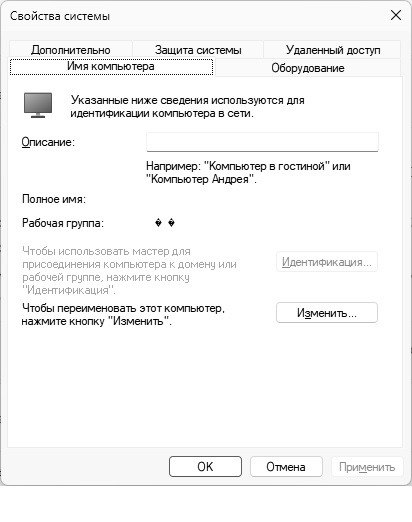 Свойства системы
Дополнительно
Защита системы
Удаленный доступ
Имя компьютера
Оборудование
Указанные ниже сведения используются для
идентификации компьютера в сети.
Описание:
Например: "Компьютер в гостиной" или
"Компьютер Андрея".
Полное имя:
Рабочая группа: � �
Чтобы использовать мастер для
присоединения компьютера к домену или
рабочей группе, нажмите кнопку
"Идентификация".
Идентификация...
Чтобы переименовать этот компьютер,
нажмите кнопку "Изменить".
Изменить...
ОК
Отмена
Применить